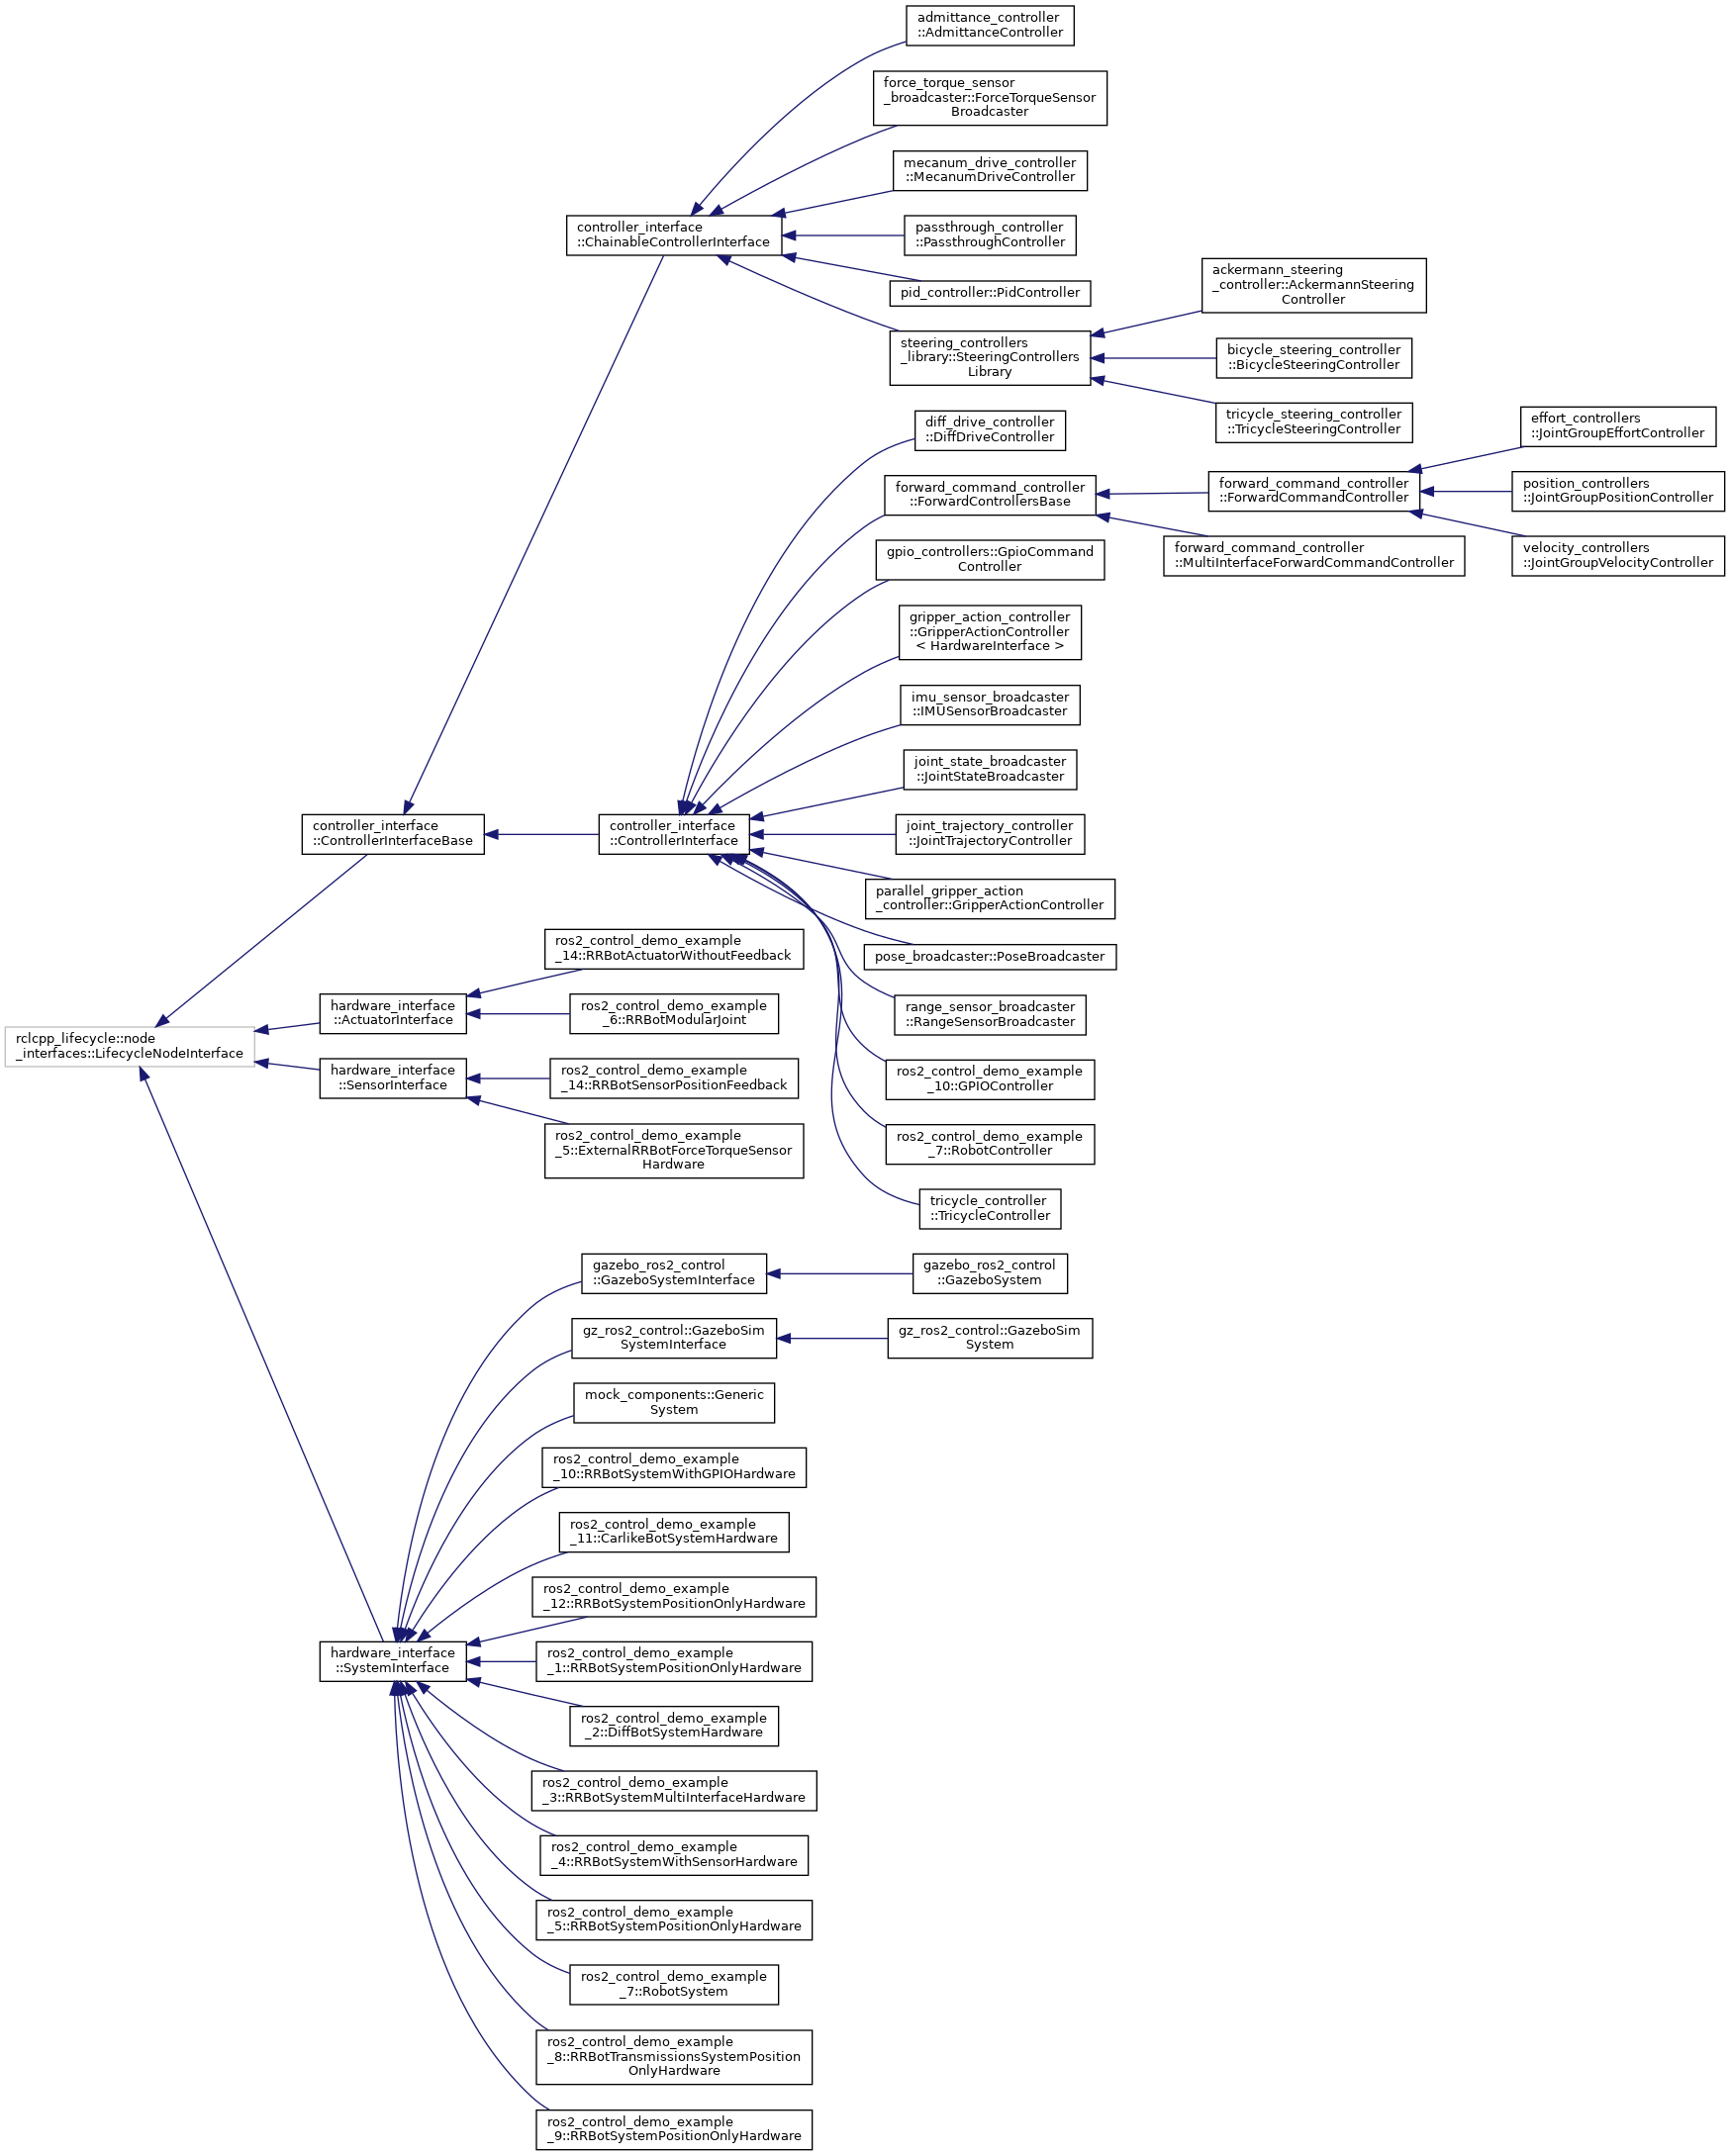 admittance_controller
::AdmittanceController
force_torque_sensor
_broadcaster::ForceTorqueSensor
Broadcaster
mecanum_drive_controller
::MecanumDriveController
controller_interface
::ChainableControllerInterface
passthrough_controller
::PassthroughController
pid_controller::PidController
steering_controllers
_library::SteeringControllers
Library
ackermann_steering
_controller::AckermannSteering
Controller
bicycle_steering_controller
::BicycleSteeringController
tricycle_steering_controller
::TricycleSteeringController
diff_drive_controller
::DiffDriveController
forward_command_controller
::ForwardControllersBase
forward_command_controller
::ForwardCommandController
effort_controllers
::JointGroupEffortController
position_controllers
::JointGroupPositionController
velocity_controllers
::JointGroupVelocityController
forward_command_controller
::MultiInterfaceForwardCommandController
gpio_controllers::GpioCommand
Controller
gripper_action_controller
::GripperActionController
< HardwareInterface >
imu_sensor_broadcaster
::IMUSensorBroadcaster
joint_state_broadcaster
::JointStateBroadcaster
controller_interface
::ControllerInterfaceBase
controller_interface
::ControllerInterface
joint_trajectory_controller
::JointTrajectoryController
parallel_gripper_action
_controller::GripperActionController
pose_broadcaster::PoseBroadcaster
range_sensor_broadcaster
::RangeSensorBroadcaster
ros2_control_demo_example
_10::GPIOController
ros2_control_demo_example
_7::RobotController
tricycle_controller
::TricycleController
rclcpp_lifecycle::node
_interfaces::LifecycleNodeInterface
hardware_interface
::ActuatorInterface
ros2_control_demo_example
_14::RRBotActuatorWithoutFeedback
ros2_control_demo_example
_6::RRBotModularJoint
hardware_interface
::SensorInterface
ros2_control_demo_example
_14::RRBotSensorPositionFeedback
ros2_control_demo_example
_5::ExternalRRBotForceTorqueSensor
Hardware
gazebo_ros2_control
::GazeboSystemInterface
gazebo_ros2_control
::GazeboSystem
gz_ros2_control::GazeboSim
SystemInterface
gz_ros2_control::GazeboSim
System
mock_components::Generic
System
ros2_control_demo_example
_10::RRBotSystemWithGPIOHardware
ros2_control_demo_example
_11::CarlikeBotSystemHardware
ros2_control_demo_example
_12::RRBotSystemPositionOnlyHardware
hardware_interface
::SystemInterface
ros2_control_demo_example
_1::RRBotSystemPositionOnlyHardware
ros2_control_demo_example
_2::DiffBotSystemHardware
ros2_control_demo_example
_3::RRBotSystemMultiInterfaceHardware
ros2_control_demo_example
_4::RRBotSystemWithSensorHardware
ros2_control_demo_example
_5::RRBotSystemPositionOnlyHardware
ros2_control_demo_example
_7::RobotSystem
ros2_control_demo_example
_8::RRBotTransmissionsSystemPosition
OnlyHardware
ros2_control_demo_example
_9::RRBotSystemPositionOnlyHardware